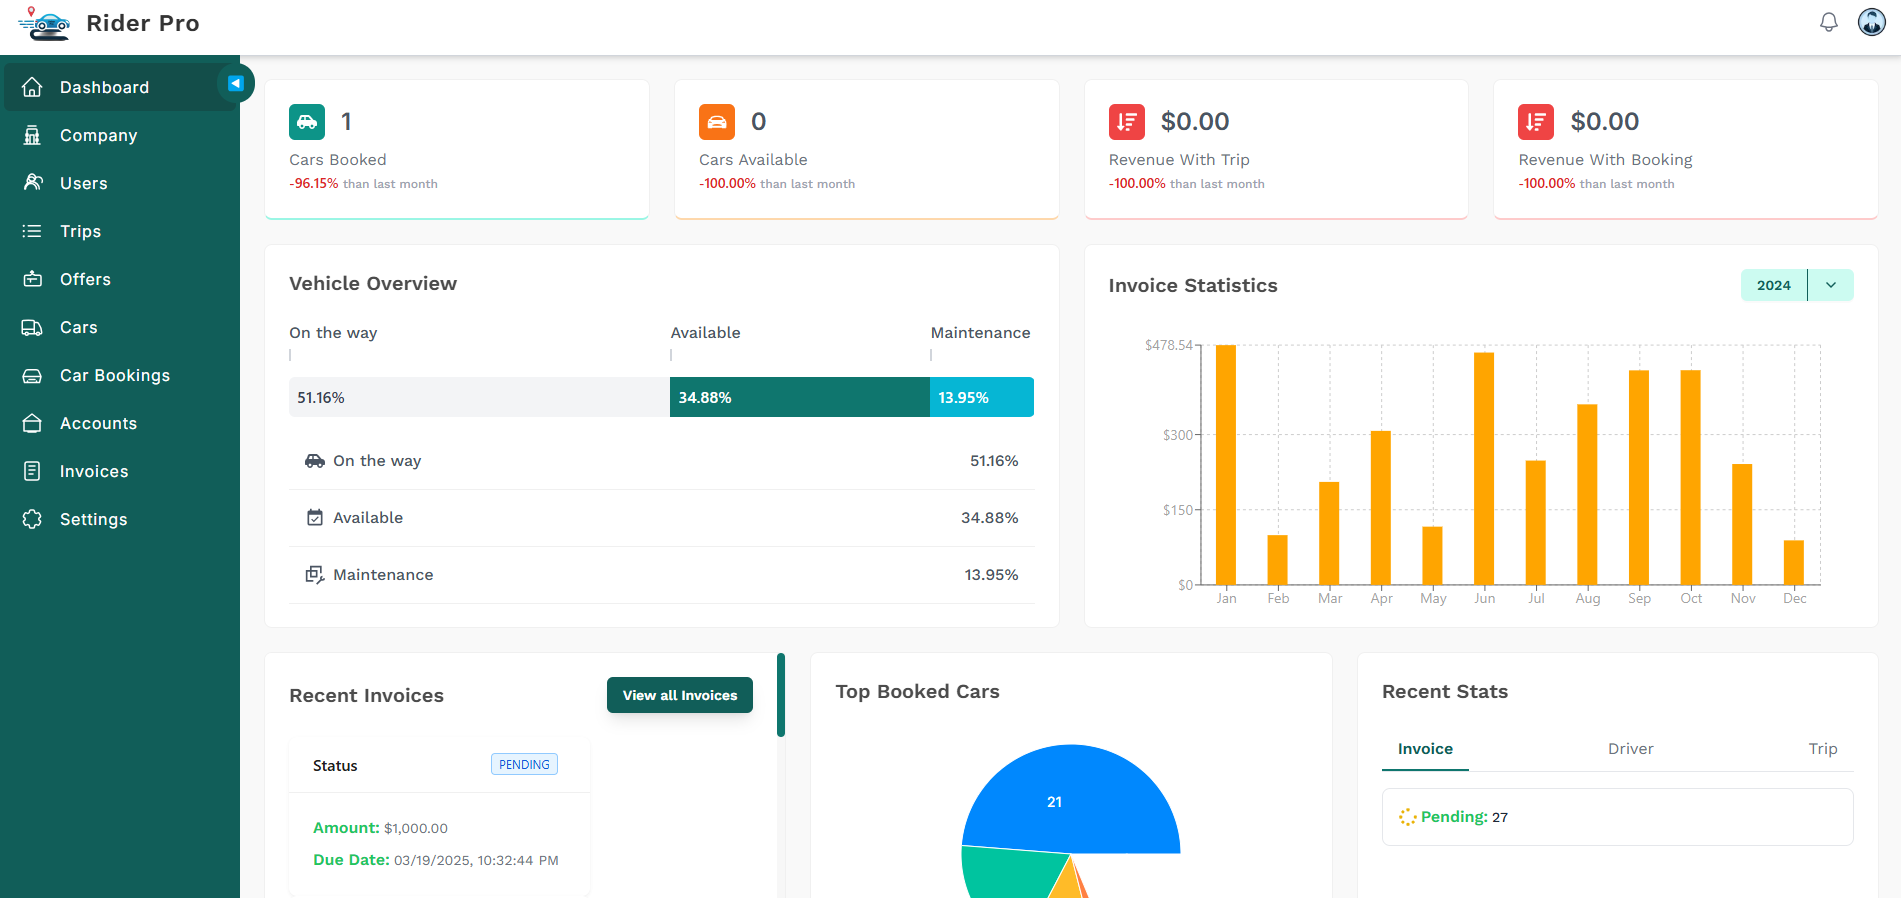 Rider Pro
Dashboard
Company
Users
Trips
Offers
Cars
Car Bookings
Accounts
Invoices
Settings
1
Cars Booked
-96.15% than last month
0
Cars Available
-100.00% than last month
$0.00
Revenue With Trip
-100.00% than last month
$0.00
Revenue With Booking
-100.00% than last month
Vehicle Overview
On the way Available Maintenance
51.16% 34.88% 13.95%
On the way 51.16%
Available 34.88%
Maintenance 13.95%
Invoice Statistics
2024
$478.54
$300
$150
$0
Jan Feb Mar Apr May Jun Jul Aug Sep Oct Nov Dec
Recent Invoices
View all Invoices
Status PENDING
Amount: $1,000.00
Due Date: 03/19/2025, 10:32:44 PM
Top Booked Cars
21
Recent Stats
Invoice Driver Trip
Pending: 27